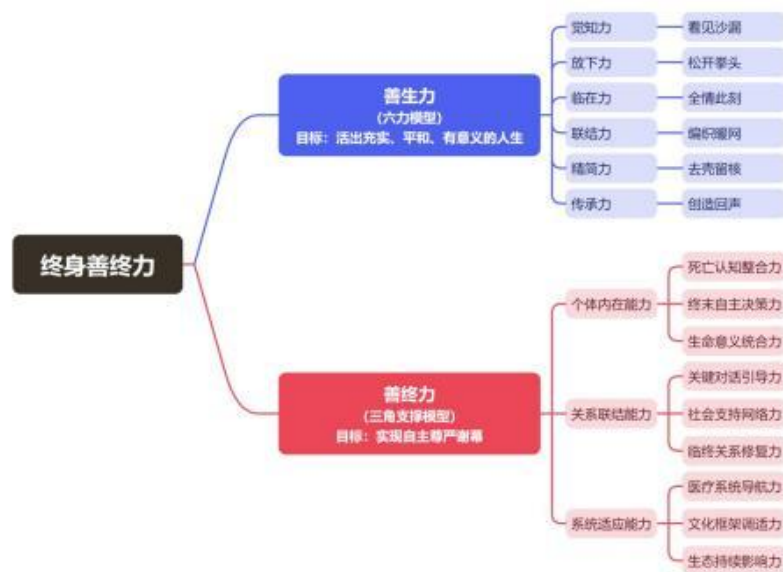 终身善终力
善生力
（六力模型）
目标：活出充实、平和、有意义的人生
觉知力
看见沙漏
放下力
松开拳头
临在力
全情此刻
联结力
编织暖网
精简力
去壳留核
传承力
创造回声
善终力
（三角支撑模型）
目标：实现自主尊严谢幕
个体内在能力
死亡认知整合力
终末自主决策力
生命意义统合力
关系联结能力
关键对话引导力
社会支持网络力
临终关系修复力
系统适应能力
医疗系统导航力
文化框架调适力
生态持续影响力